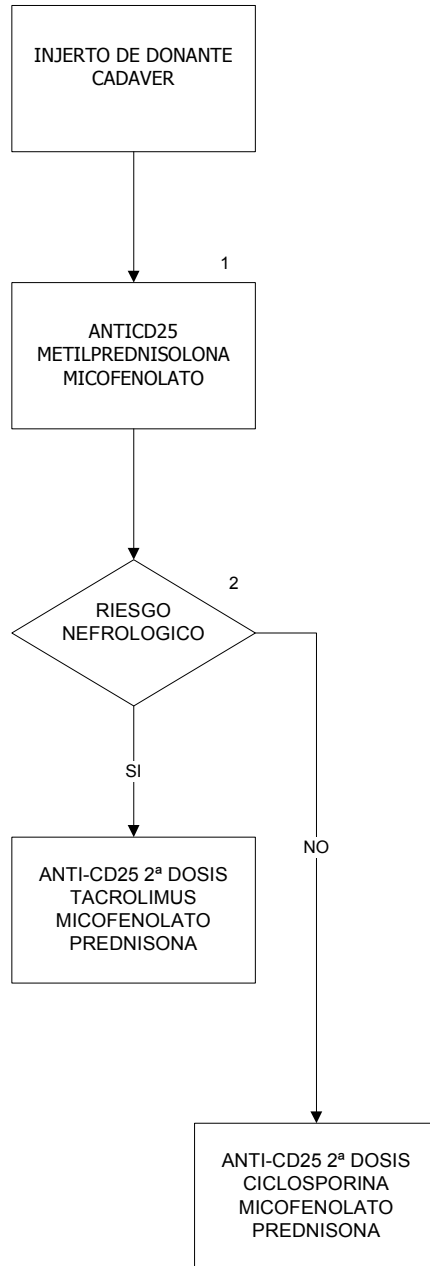 INJERTO DE DONANTE
CADAVER
1
ANTICD25
METILPREDNISOLONA
MICOFENOLATO
2
RIESGO
NEFROLOGICO
SI
NO
ANTI-CD25 2ª DOSIS
TACROLIMUS
MICOFENOLATO
PREDNISONA
ANTI-CD25 2ª DOSIS
CICLOSPORINA
MICOFENOLATO
PREDNISONA